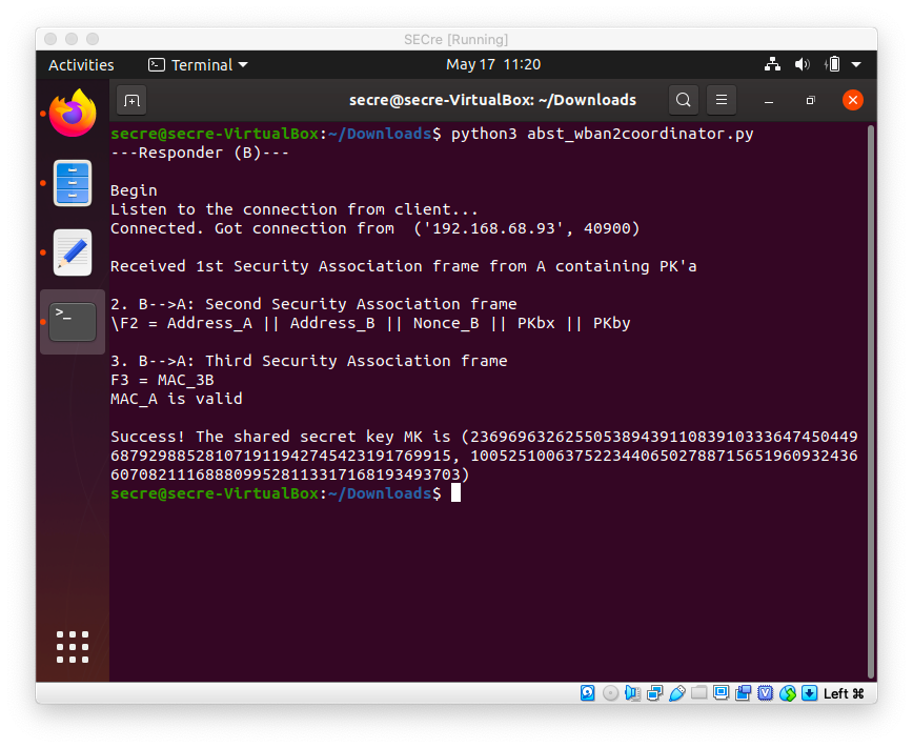 SECre [Running]
Activities
Terminal
May 17 11:20
secre@secre-VirtualBox: ~/Downloads
secre@secre-VirtualBox:~/Downloads$ python3 abst_wban2coordinator.py
---Responder (B)---
Begin
Listen to the connection from client...
Connected. Got connection from  ('192.168.68.93', 40900)
Received 1st Security Association frame from A containing PK'a
2. B-->A: Second Security Association frame
\F2 = Address_A || Address_B || Nonce_B || PKbx || PKby
3. B-->A: Third Security Association frame
F3 = MAC_3B
MAC_A is valid
Success! The shared secret key MK is (23696963262550538943911083910333647450449
687929885281071911942745423191769915, 10052510063752234406502788715651960932436
6070821116888099528113317168193493703)
secre@secre-VirtualBox:~/Downloads$
Left ⌘